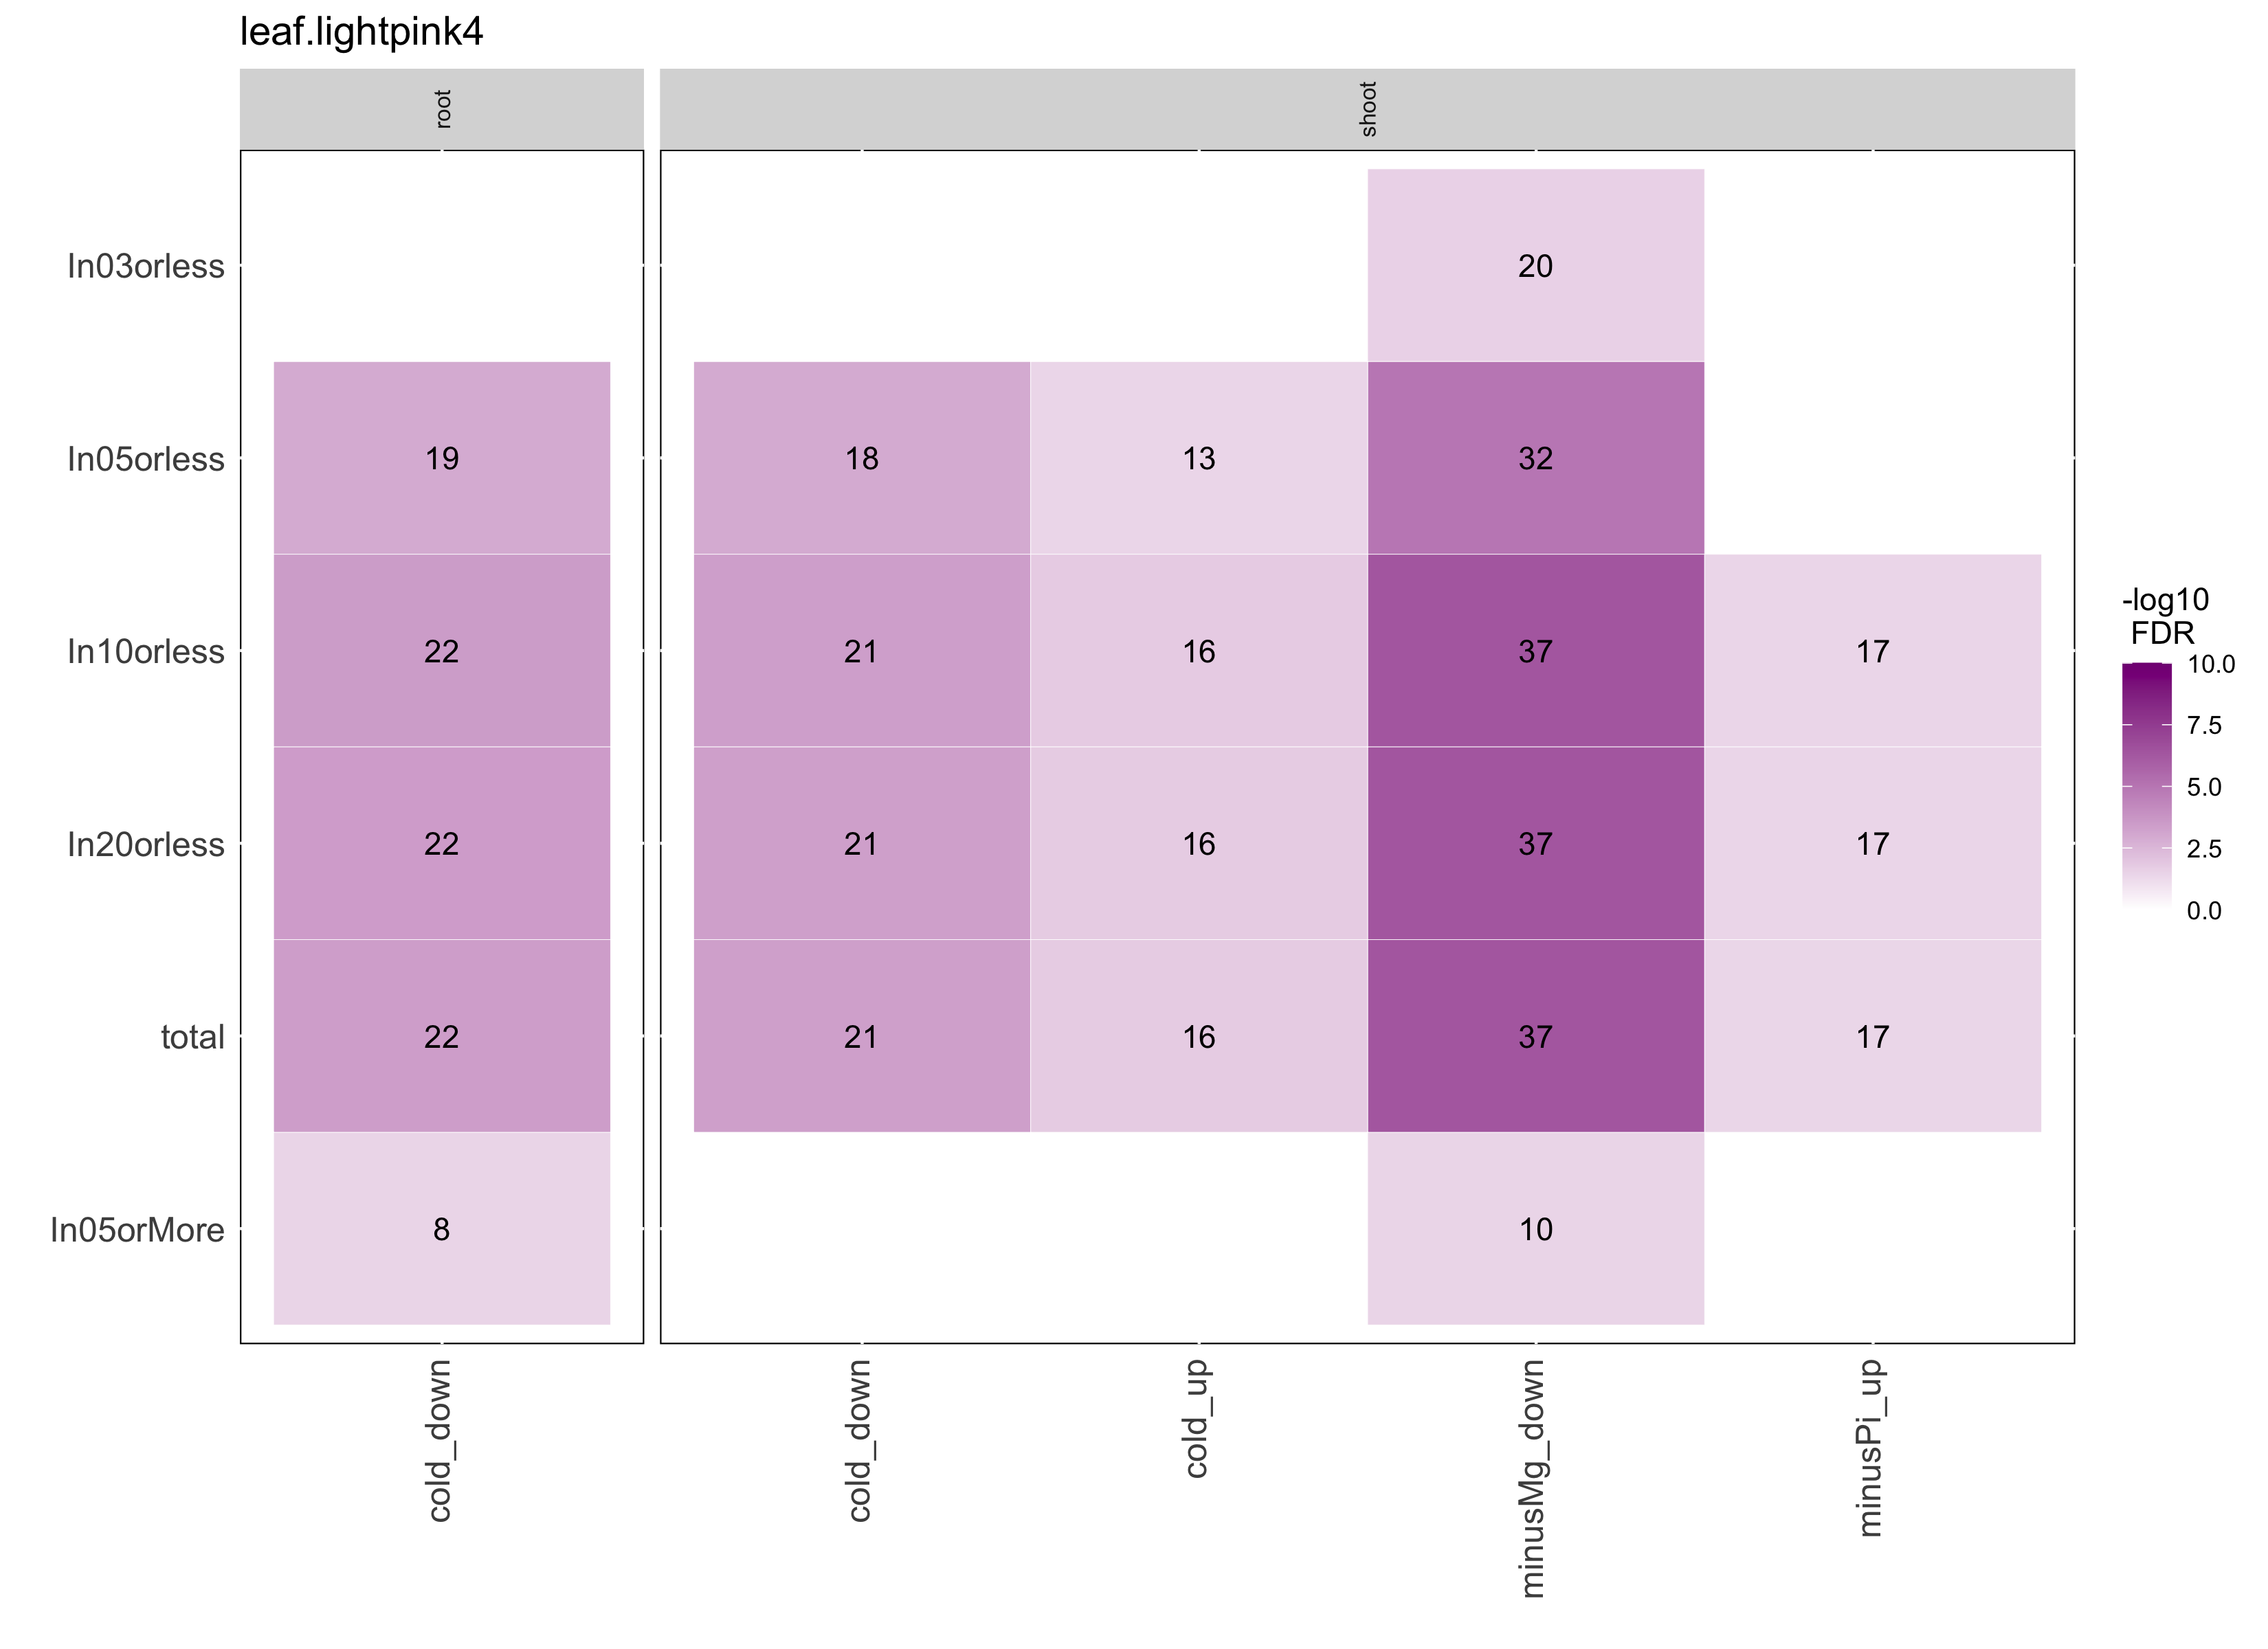 leaf.lightpink4
root
shoot
In03orless
20
In05orless
19 18 13 32
In10orless
22 21 16 37 17
In20orless
22 21 16 37 17
total
22 21 16 37 17
In05orMore
8 10
cold_down
cold_down
cold_up
minusMg_down
minusPi_up
-log10
FDR
10.0
7.5
5.0
2.5
0.0